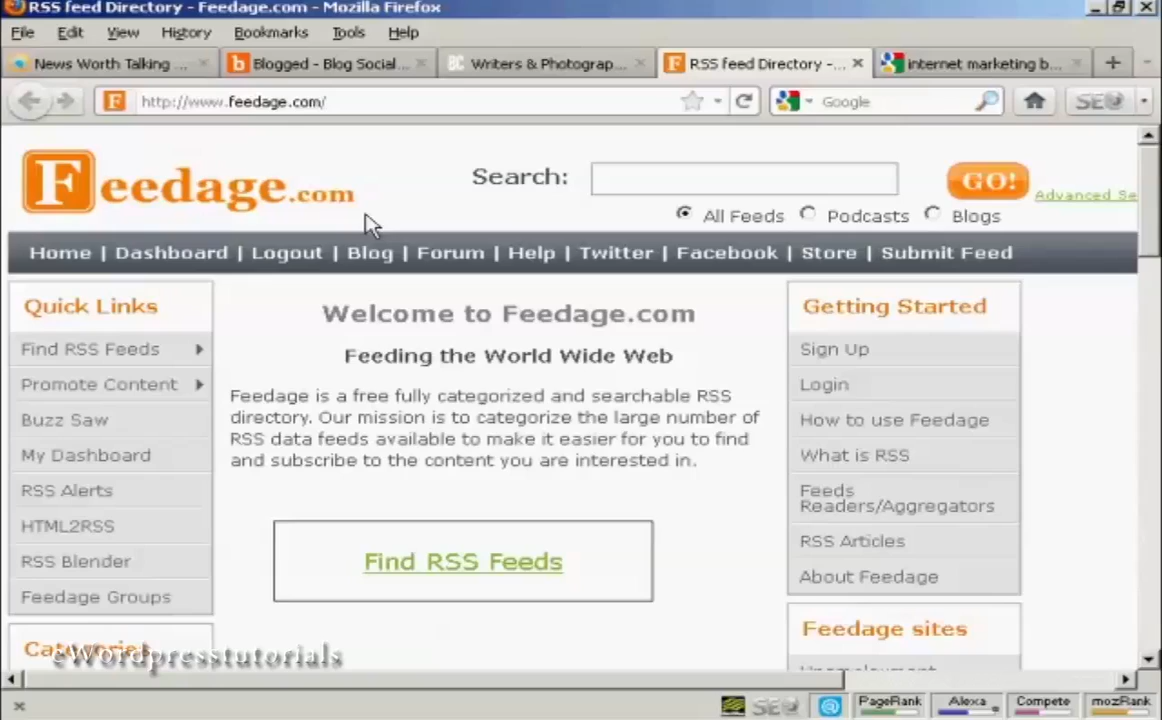 RSS feed Directory - Feedage.com - Mozilla Firefox
File Edit View History Bookmarks Tools Help
News Worth Talking ... Blogged - Blog Social... Writers & Photograp... RSS feed Directory -... internet marketing b...
http://www.feedage.com/ Google
Feedage.com
Search: GO! Advanced Se
All Feeds Podcasts Blogs
Home | Dashboard | Logout | Blog | Forum | Help | Twitter | Facebook | Store | Submit Feed
Quick Links
Find RSS Feeds
Promote Content
Buzz Saw
My Dashboard
RSS Alerts
HTML2RSS
RSS Blender
Feedage Groups
Categories
Welcome to Feedage.com
Feeding the World Wide Web
Feedage is a free fully categorized and searchable RSS
directory. Our mission is to categorize the large number of
RSS data feeds available to make it easier for you to find
and subscribe to the content you are interested in.
Find RSS Feeds
Getting Started
Sign Up
Login
How to use Feedage
What is RSS
Feeds
Readers/Aggregators
RSS Articles
About Feedage
Feedage sites
eWordpresstutorials
PageRank Alexa Compete mozRank